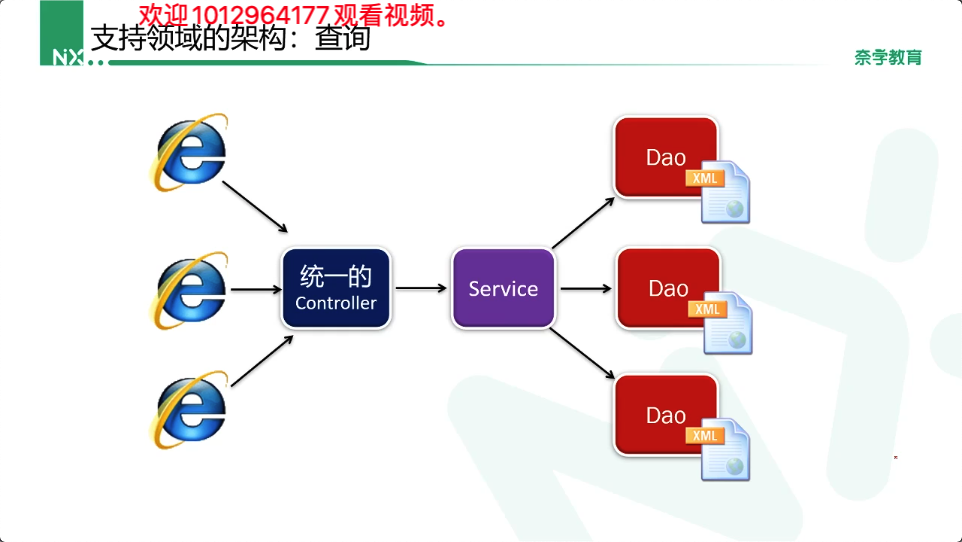 欢迎1012964177观看视频。
支持领域的架构：查询
NX
奈学教育
Dao
XML
统一的
Controller
Service
Dao
XML
Dao
XML